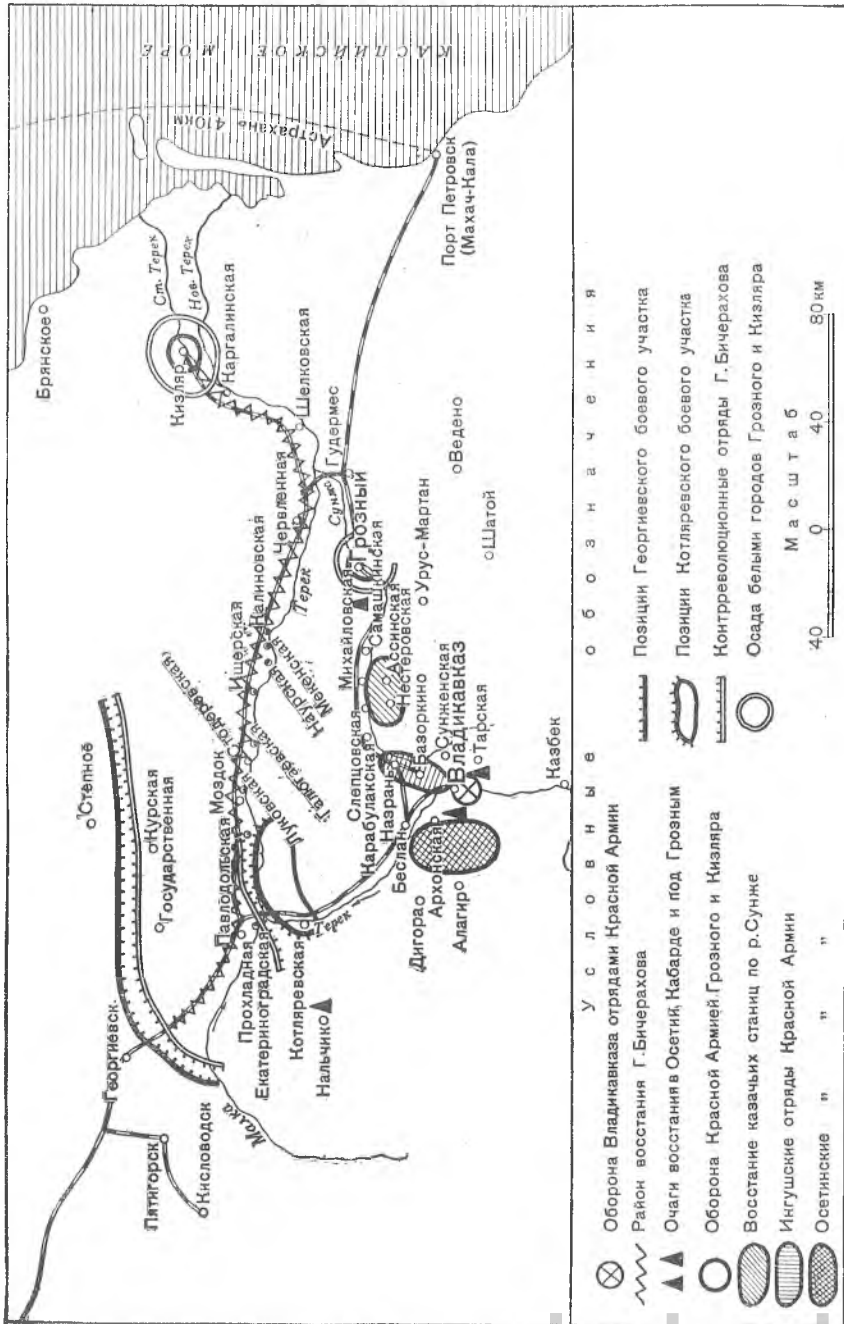 КАСПИЙСКОЕ МОРЕ
Астрахань 410км
Брянское
Ст. Терек
Нов. Терек
Кизляр
Каргалинская
Порт Петровск
(Махач-Кала)
Шелковская
Гудермес
Червленная
Сунжа
Грозный
Ведено
Шатой
Урус-Мартан
Терек
Калиновская
Мекенская
Наурская
Ищерская
Михайловская
Самашкинская
Ассинская
Нестеровская
Степное
Курская
Государственная
Моздок
Луковская
Павлодольская
Слепцовская
Карабулакская
Назрань
Базоркино
Сунженская
Владикавказ
Тарская
Казбек
Беслан
Архонская
Алагир
Дигора
Терек
Прохладная
Екатериноградская
Котляревская
Нальчик
Малка
Георгиевск
Пятигорск
Кисловодск
Условные обозначения
Оборона Владикавказа отрядами Красной Армии
Район восстания Г.Бичерахова
Очаги восстания в Осетии, Кабарде и под Грозным
Оборона Красной Армией Грозного и Кизляра
Восстание казачьих станиц по р.Сунже
Ингушские отряды Красной Армии
Осетинские " " "
Позиции Георгиевского боевого участка
Позиции Котляревского боевого участка
Контрреволюционные отряды Г. Бичерахова
Осада белыми городов Грозного и Кизляра
Масштаб
40 0 40 80км